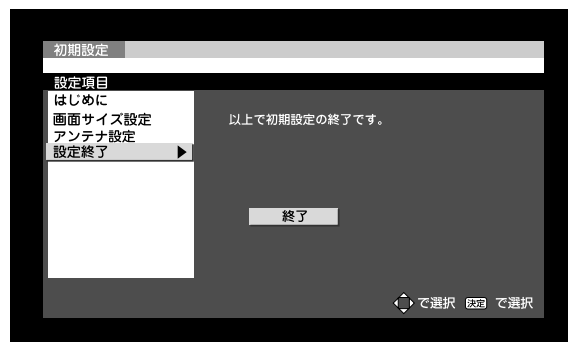 初期設定
設定項目
はじめに
画面サイズ設定
アンテナ設定
設定終了
以上で初期設定の終了です。
終了
で選択 決定 で選択